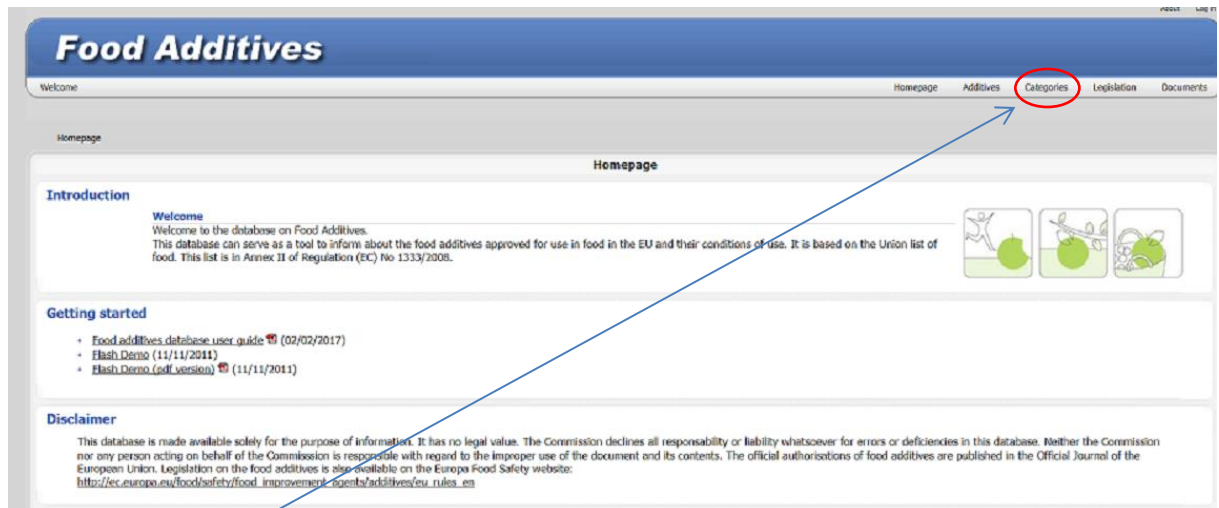 About Log in
Food Additives
Welcome Homepage Additives Categories Legislation Documents
Homepage
Homepage
Introduction
Welcome
Welcome to the database on Food Additives.
This database can serve as a tool to inform about the food additives approved for use in food in the EU and their conditions of use. It is based on the Union list of
food. This list is in Annex II of Regulation (EC) No 1333/2008.
Getting started
Food additives database user guide (02/02/2017)
Flash Demo (11/11/2011)
Flash Demo (pdf version) (11/11/2011)
Disclaimer
This database is made available solely for the purpose of information. It has no legal value. The Commission declines all responsability or liability whatsoever for errors or deficiencies in this database. Neither the Commission
nor any person acting on behalf of the Commisssion is responsible with regard to the improper use of the document and its contents. The official authorisations of food additives are published in the Official Journal of the
European Union. Legislation on the food additives is also available on the Europa Food Safety website:
http://ec.europa.eu/food/safety/food_improvement_agents/additives/eu_rules_en